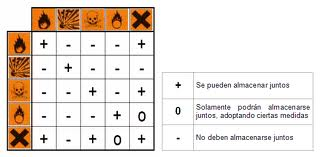 + - - - +
- + - - -
- - + - +
- - - + 0
+ - + 0 +
+ Se pueden almacenar juntos
0 Solamente podrán almacenarse
juntos, adoptando ciertas medidas
- No deben almacenarse juntos